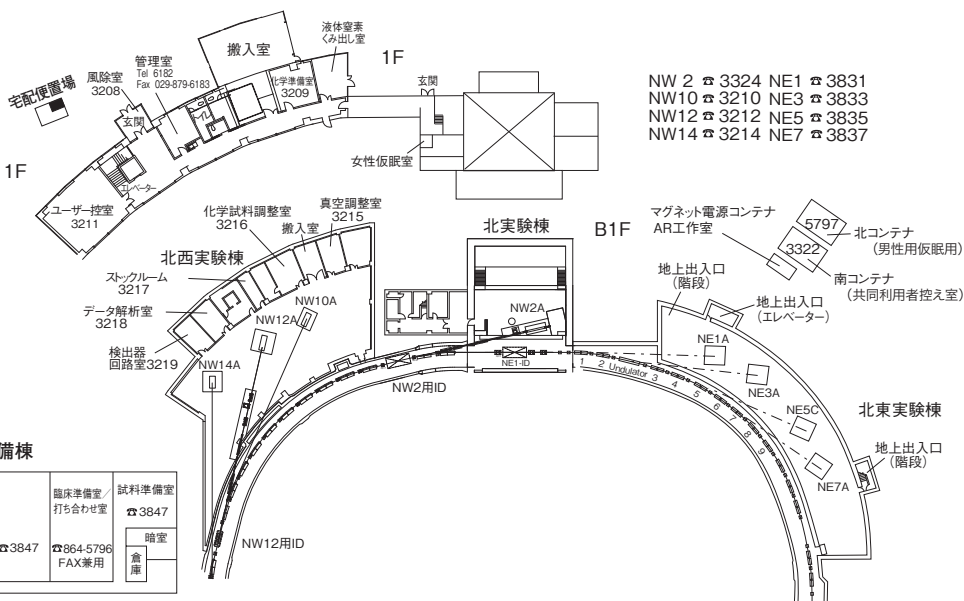 液体窒素
くみ出し室
搬入室
1F
管理室
Tel 6182
Fax 029-879-6183
風除室
3208
宅配便置場
化学準備室
3209
玄関
玄関
女性仮眠室
1F
エレベーター
ユーザー控室
3211
NW 2 ☎ 3324 NE1 ☎ 3831
NW10 ☎ 3210 NE3 ☎ 3833
NW12 ☎ 3212 NE5 ☎ 3835
NW14 ☎ 3214 NE7 ☎ 3837
真空調整室
3215
化学試料調整室
3216
搬入室
北西実験棟
ストックルーム
3217
データ解析室
3218
検出器
回路室3219
NW10A
NW12A
NW14A
北実験棟
B1F
NW2A
NE1-ID
NW2用ID
NW12用ID
1 2 Undulator 3 4 5 6 7 8 9
マグネット電源コンテナ
AR工作室
5797
3322
北コンテナ
(男性用仮眠用)
南コンテナ
(共同利用者控え室)
地上出入口
(階段)
地上出入口
(エレベーター)
NE1A
NE3A
NE5C
NE7A
北東実験棟
地上出入口
(階段)
備棟
☎3847
臨床準備室/
打ち合わせ室
☎864-5796
FAX兼用
試料準備室
☎3847
暗室
倉庫